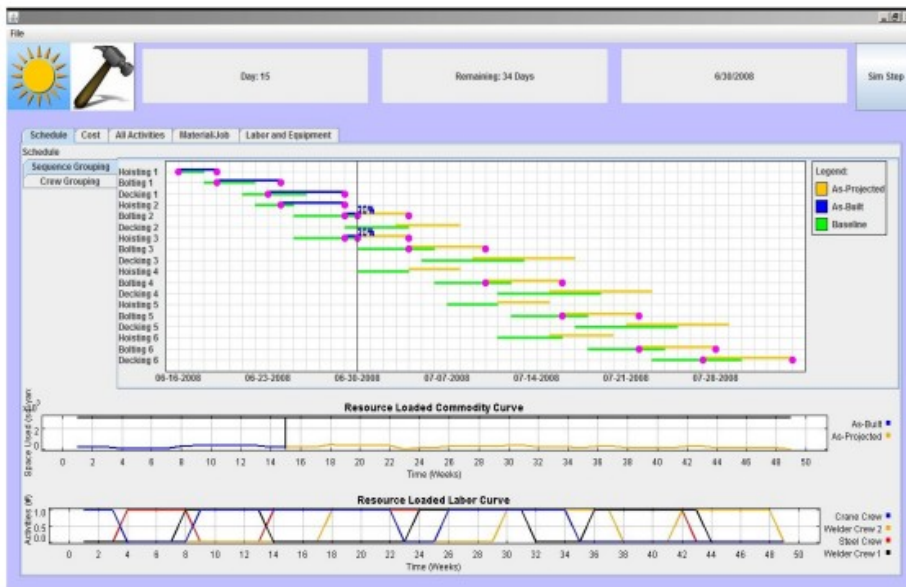 File
Day: 15
Remaining: 34 Days
6/30/2008
Sim Step
Schedule Cost All Activities Material/Job Labor and Equipment
Schedule
Sequence Grouping
Crew Grouping
Hoisting 1
Bolting 1
Decking 1
Hoisting 2
Bolting 2
Decking 2
Hoisting 3
Bolting 3
Decking 3
Hoisting 4
Bolting 4
Decking 4
Hoisting 5
Bolting 5
Decking 5
Hoisting 6
Bolting 6
Decking 6
Legend:
As-Projected
As-Built
Baseline
06-16-2008 06-23-2008 06-30-2008 07-07-2008 07-14-2008 07-21-2008 07-28-2008
Resource Loaded Commodity Curve
Space Used
2
0
As-Built
As-Projected
0 2 4 6 8 10 12 14 16 18 20 22 24 26 28 30 32 34 36 38 40 42 44 46 48 50
Time (Weeks)
Resource Loaded Labor Curve
Activities (#)
1.0
0.5
0.0
Crane Crew
Welder Crew 2
Steel Crew
Welder Crew 1
0 2 4 6 8 10 12 14 16 18 20 22 24 26 28 30 32 34 36 38 40 42 44 46 48 50
Time (Weeks)